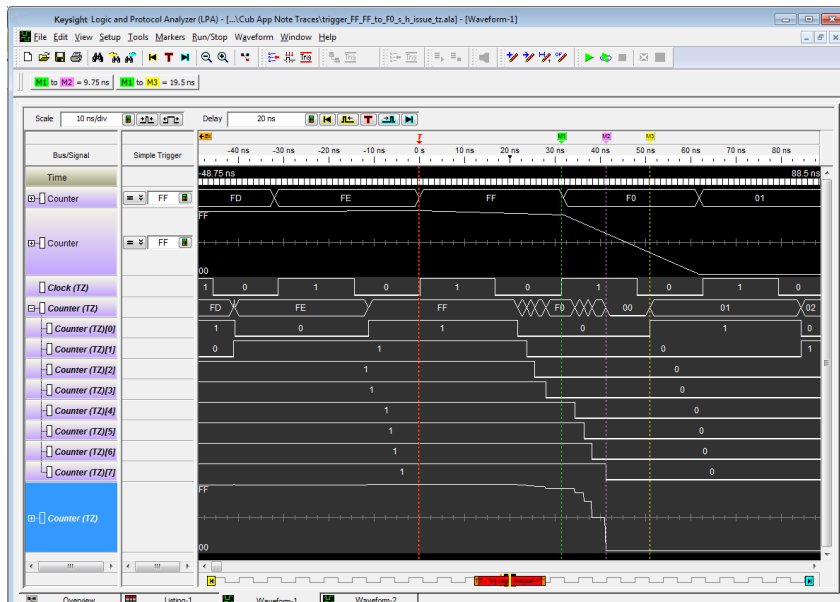 Keysight Logic and Protocol Analyzer (LPA) - [...\Cub App Note Traces\trigger_FF_FF_to_F0_s_h_issue_tz.ala] - [Waveform-1]
File Edit View Setup Tools Markers Run/Stop Waveform Window Help
M1 to M2 = 9.75 ns M1 to M3 = 19.5 ns
Scale 10 ns/div Delay 20 ns
Bus/Signal Simple Trigger
M1 M2 M3
-40 ns -30 ns -20 ns -10 ns 0 s 10 ns 20 ns 30 ns 40 ns 50 ns 60 ns 70 ns 80 ns
Time -48.75 ns 88.5 ns
Counter = FF FD FE FF F0 01
FF
Counter = FF
00
Clock (TZ) 1 0 1 0 1 0 1 0 1 0
Counter (TZ) FD FE FF F0 00 01 02
Counter (TZ)[0] 1 0 1 0 1 0
Counter (TZ)[1] 0 1 0 1
Counter (TZ)[2] 1 0
Counter (TZ)[3] 1 0
Counter (TZ)[4] 1 0
Counter (TZ)[5] 1 0
Counter (TZ)[6] 1 0
Counter (TZ)[7] 1 0
FF
Counter (TZ)
00
Overview Listing-1 Waveform-1 Waveform-2